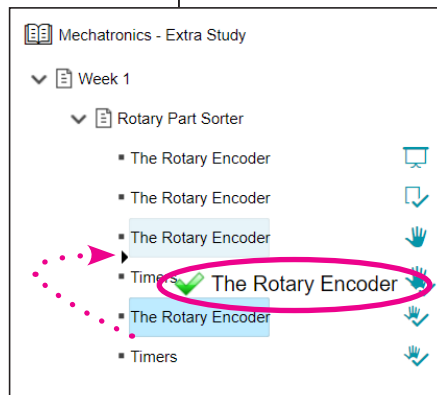 Mechatronics - Extra Study
Week 1
Rotary Part Sorter
The Rotary Encoder
The Rotary Encoder
The Rotary Encoder
Timers
The Rotary Encoder
The Rotary Encoder
Timers